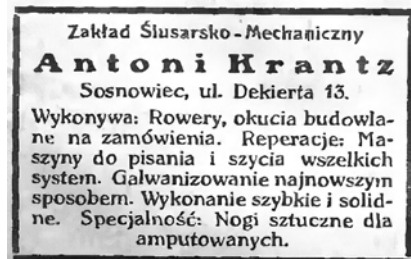 Zakład Ślusarsko-Mechaniczny
Antoni Krantz
Sosnowiec, ul. Dekierta 13.
Wykonywa: Rowery, okucia budowla-
ne na zamówienia. Reperacje: Ma-
szyny do pisania i szycia wszelkich
system. Galwanizowanie najnowszym
sposobem. Wykonanie szybkie i solid-
ne. Specjalność: Nogi sztuczne dla
amputowanych.